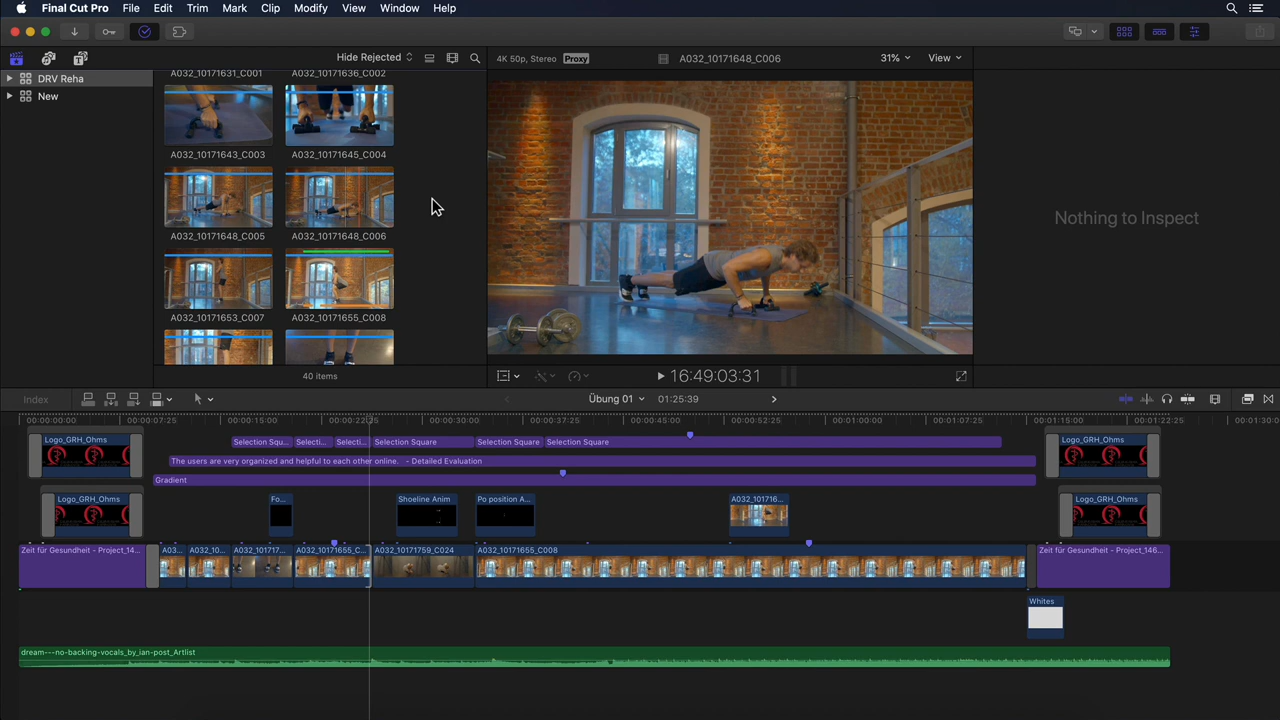 Final Cut Pro File Edit Trim Mark Clip Modify View Window Help
Hide Rejected
4K 50p, Stereo Proxy A032_10171648_C006 31% View
DRV Reha
New
A032_10171631_C001 A032_10171636_C002
A032_10171643_C003 A032_10171645_C004
A032_10171648_C005 A032_10171648_C006
A032_10171653_C007 A032_10171655_C008
40 items
16:49:03:31
Nothing to Inspect
Index Übung 01 01:25:39
00:00:00:00 00:00:07:25 00:00:15:00 00:00:22:25 00:00:30:00 00:00:37:25 00:00:45:00 00:00:52:25 00:01:00:00 00:01:07:25 00:01:15:00 00:01:22:25 00:01:30:00
Logo_GRH_Ohms Selection Squ... Selecti... Selecti... Selection Square Selection Square Selection Square Logo_GRH_Ohms
The users are very organized and helpful to each other online. - Detailed Evaluation
Gradient
Logo_GRH_Ohms Fo... Shoeline Anim Po position A... A032_101716... Logo_GRH_Ohms
Zeit für Gesundheit - Project_14... A03... A032_10... A032_101717... A032_10171655_C... A032_10171759_C024 A032_10171655_C008 Zeit für Gesundheit - Project_146...
Whites
dream---no-backing-vocals_by_ian-post_Artlist